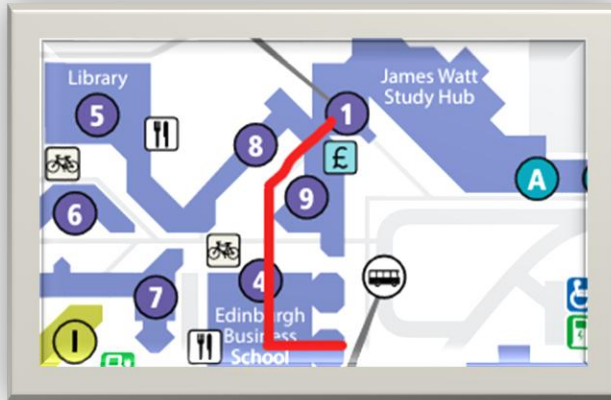 Library
James Watt
Study Hub
5
1
8
£
A
9
6
4
7
Edinburgh
Business
School
I